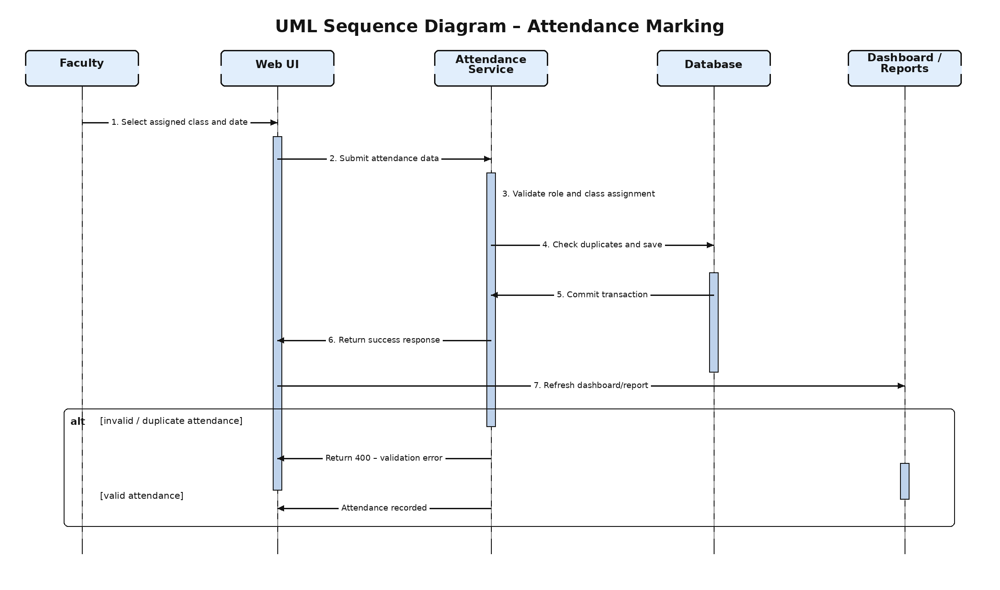 UML Sequence Diagram – Attendance Marking
Faculty
Web UI
Attendance
Service
Database
Dashboard /
Reports
1. Select assigned class and date
2. Submit attendance data
3. Validate role and class assignment
4. Check duplicates and save
5. Commit transaction
6. Return success response
7. Refresh dashboard/report
alt
[invalid / duplicate attendance]
Return 400 – validation error
[valid attendance]
Attendance recorded